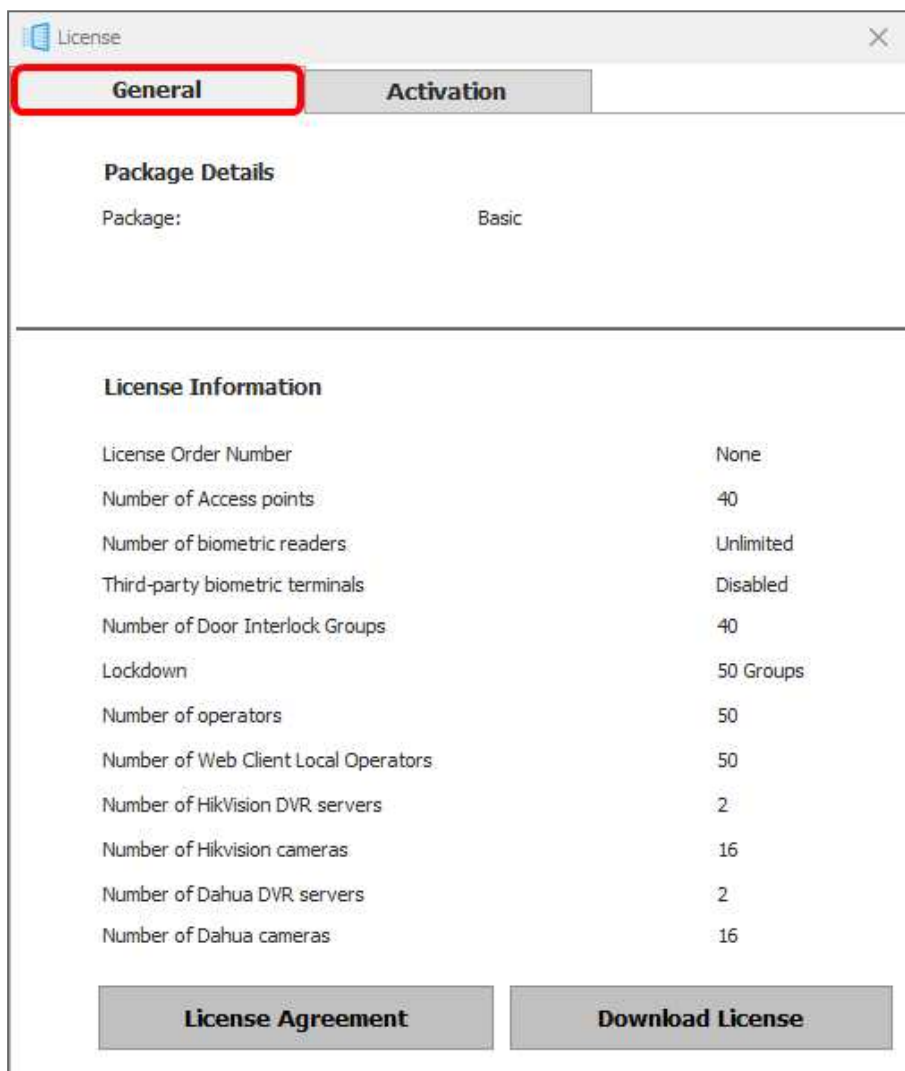 License
General Activation
Package Details
Package: Basic
License Information
License Order Number None
Number of Access points 40
Number of biometric readers Unlimited
Third-party biometric terminals Disabled
Number of Door Interlock Groups 40
Lockdown 50 Groups
Number of operators 50
Number of Web Client Local Operators 50
Number of HikVision DVR servers 2
Number of Hikvision cameras 16
Number of Dahua DVR servers 2
Number of Dahua cameras 16
License Agreement Download License